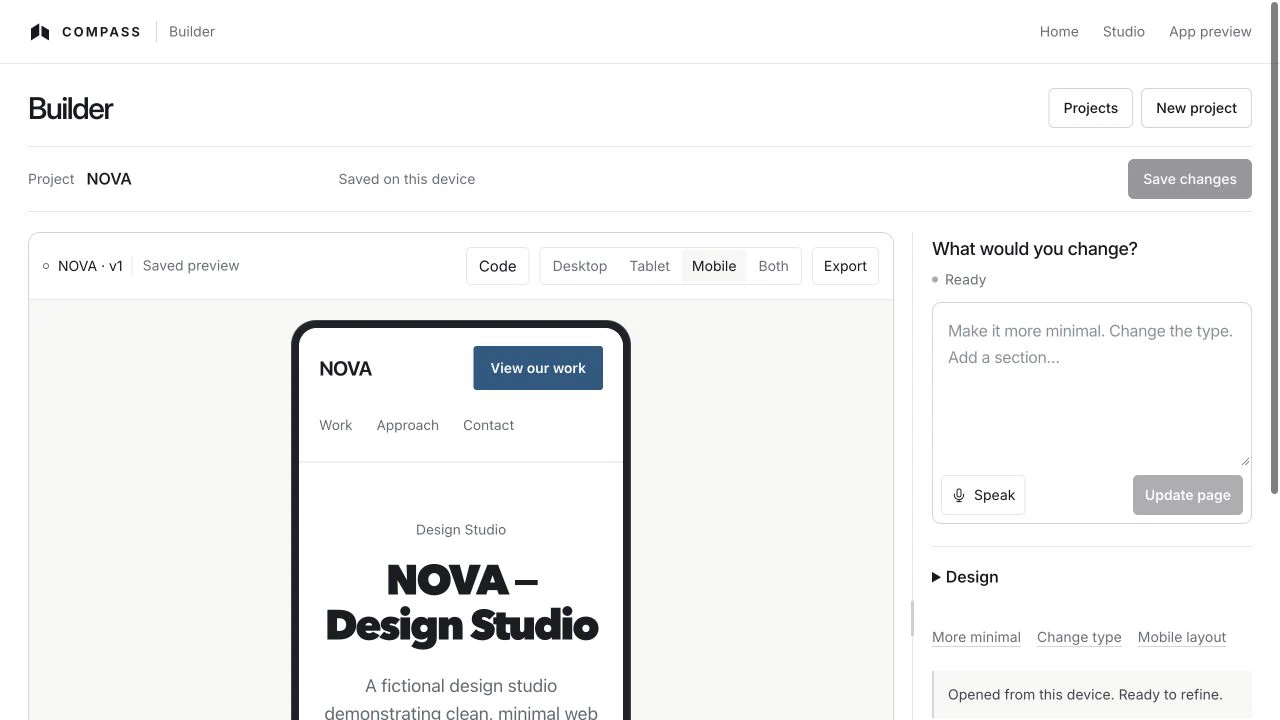 COMPASS Builder Home Studio App preview
Builder Projects New project
Project NOVA Saved on this device Save changes
NOVA · v1 Saved preview Code Desktop Tablet Mobile Both Export
NOVA View our work
Work Approach Contact
Design Studio
NOVA –
Design Studio
A fictional design studio
demonstrating clean, minimal web
What would you change?
Ready
Make it more minimal. Change the type.
Add a section...
Speak Update page
Design
More minimal Change type Mobile layout
Opened from this device. Ready to refine.